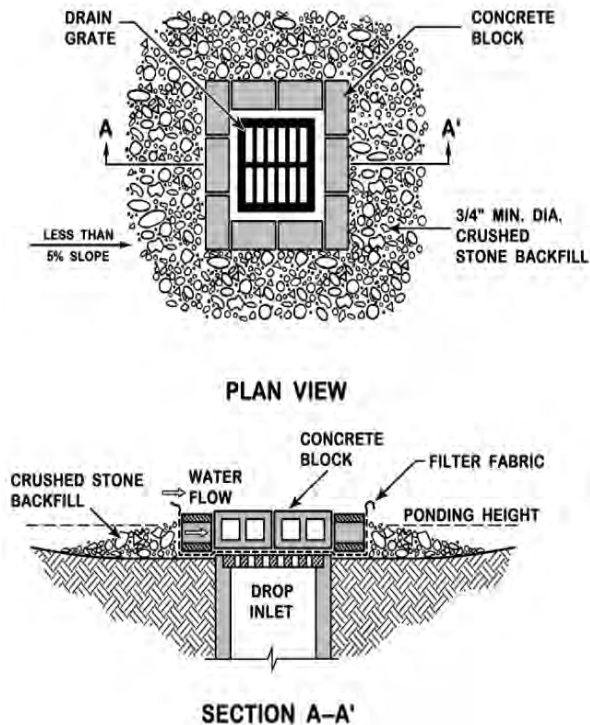 DRAIN
GRATE
CONCRETE
BLOCK
A
A'
LESS THAN
5% SLOPE
3/4" MIN. DIA.
CRUSHED
STONE BACKFILL
PLAN VIEW
CONCRETE
BLOCK
FILTER FABRIC
CRUSHED STONE
BACKFILL
WATER
FLOW
PONDING HEIGHT
DROP
INLET
SECTION A–A'